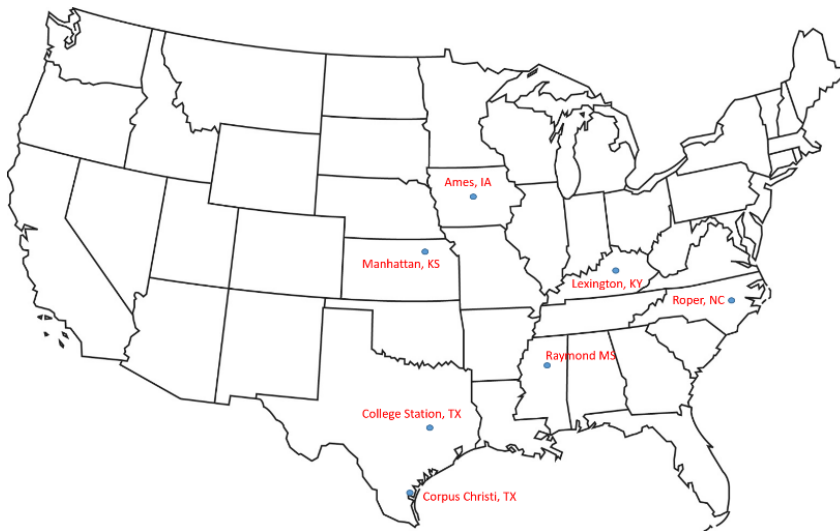 Ames, IA
Manhattan, KS
Lexington, KY
Roper, NC
Raymond MS
College Station, TX
Corpus Christi, TX